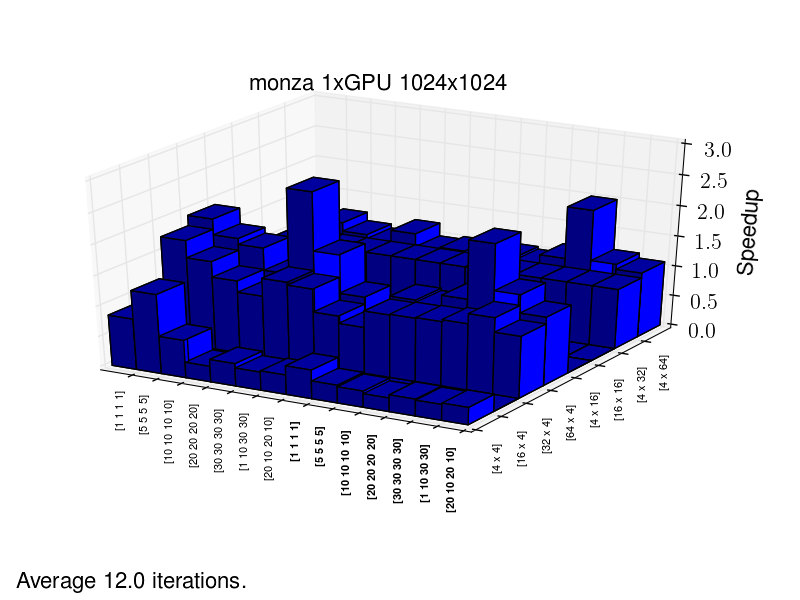 monza 1xGPU 1024x1024
3.0
2.5
2.0
1.5
1.0
0.5
0.0
Speedup
[1 1 1 1]
[5 5 5 5]
[10 10 10 10]
[20 20 20 20]
[30 30 30 30]
[1 10 30 30]
[20 10 20 10]
[1 1 1 1]
[5 5 5 5]
[10 10 10 10]
[20 20 20 20]
[30 30 30 30]
[1 10 30 30]
[20 10 20 10]
[4 x 4]
[16 x 4]
[32 x 4]
[64 x 4]
[4 x 16]
[16 x 16]
[4 x 32]
[4 x 64]
Average 12.0 iterations.